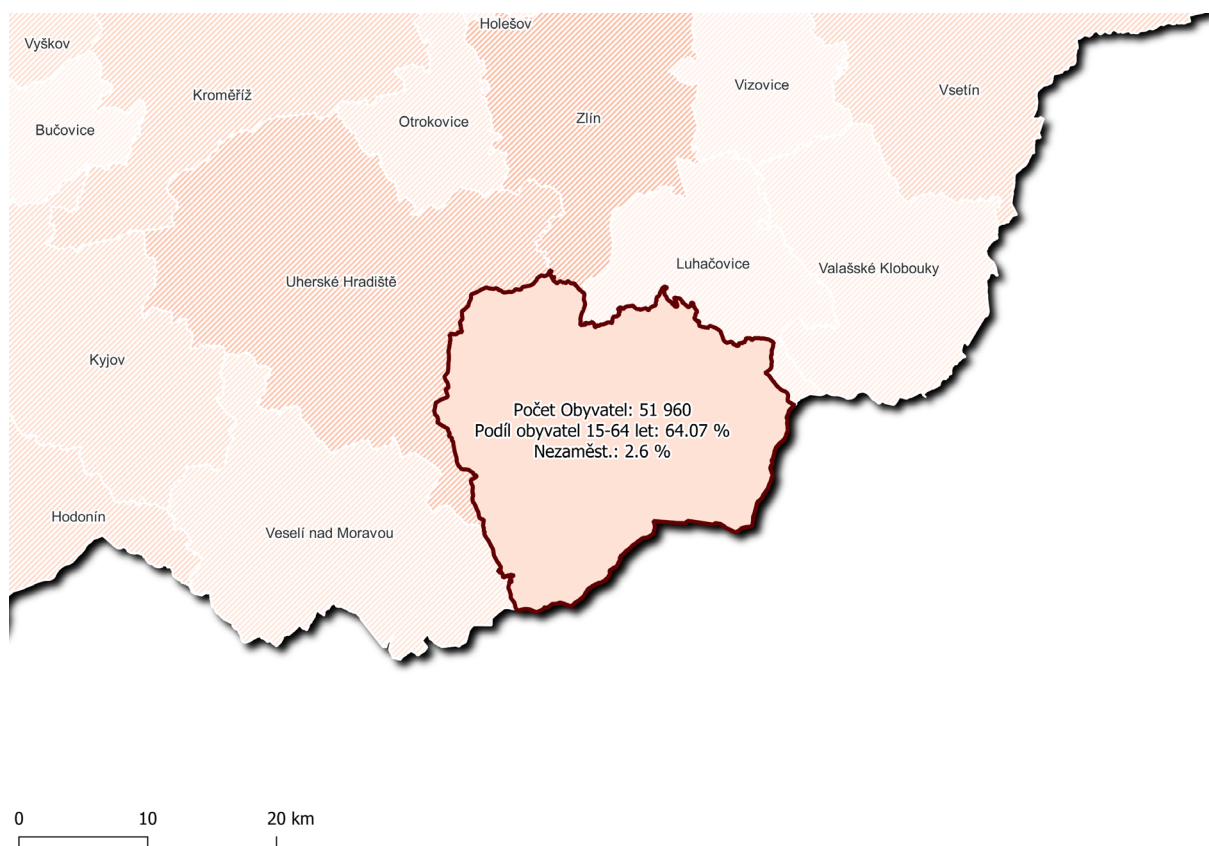 Holešov
Vyškov
Vizovice
Vsetín
Kroměříž
Zlín
Otrokovice
Bučovice
Luhačovice
Valašské Klobouky
Uherské Hradiště
Kyjov
Počet Obyvatel: 51 960
Podíl obyvatel 15-64 let: 64.07 %
Nezaměst.: 2.6 %
Hodonín
Veselí nad Moravou
0 10 20 km